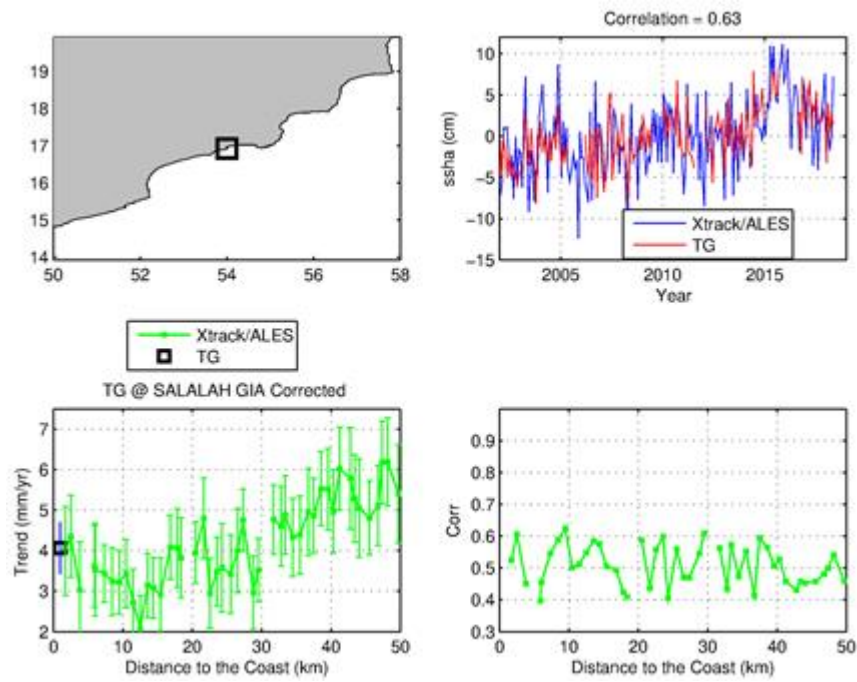 19
18
17
16
15
14
50 52 54 56 58
Correlation = 0.63
10
5
0
−5
−10
−15
ssha (cm)
Xtrack/ALES
TG
2005 2010 2015
Year
Xtrack/ALES
TG
TG @ SALALAH GIA Corrected
7
6
5
4
3
2
Trend (mm/yr)
0 10 20 30 40 50
Distance to the Coast (km)
0.9
0.8
0.7
0.6
0.5
0.4
0.3
Corr
0 10 20 30 40 50
Distance to the Coast (km)